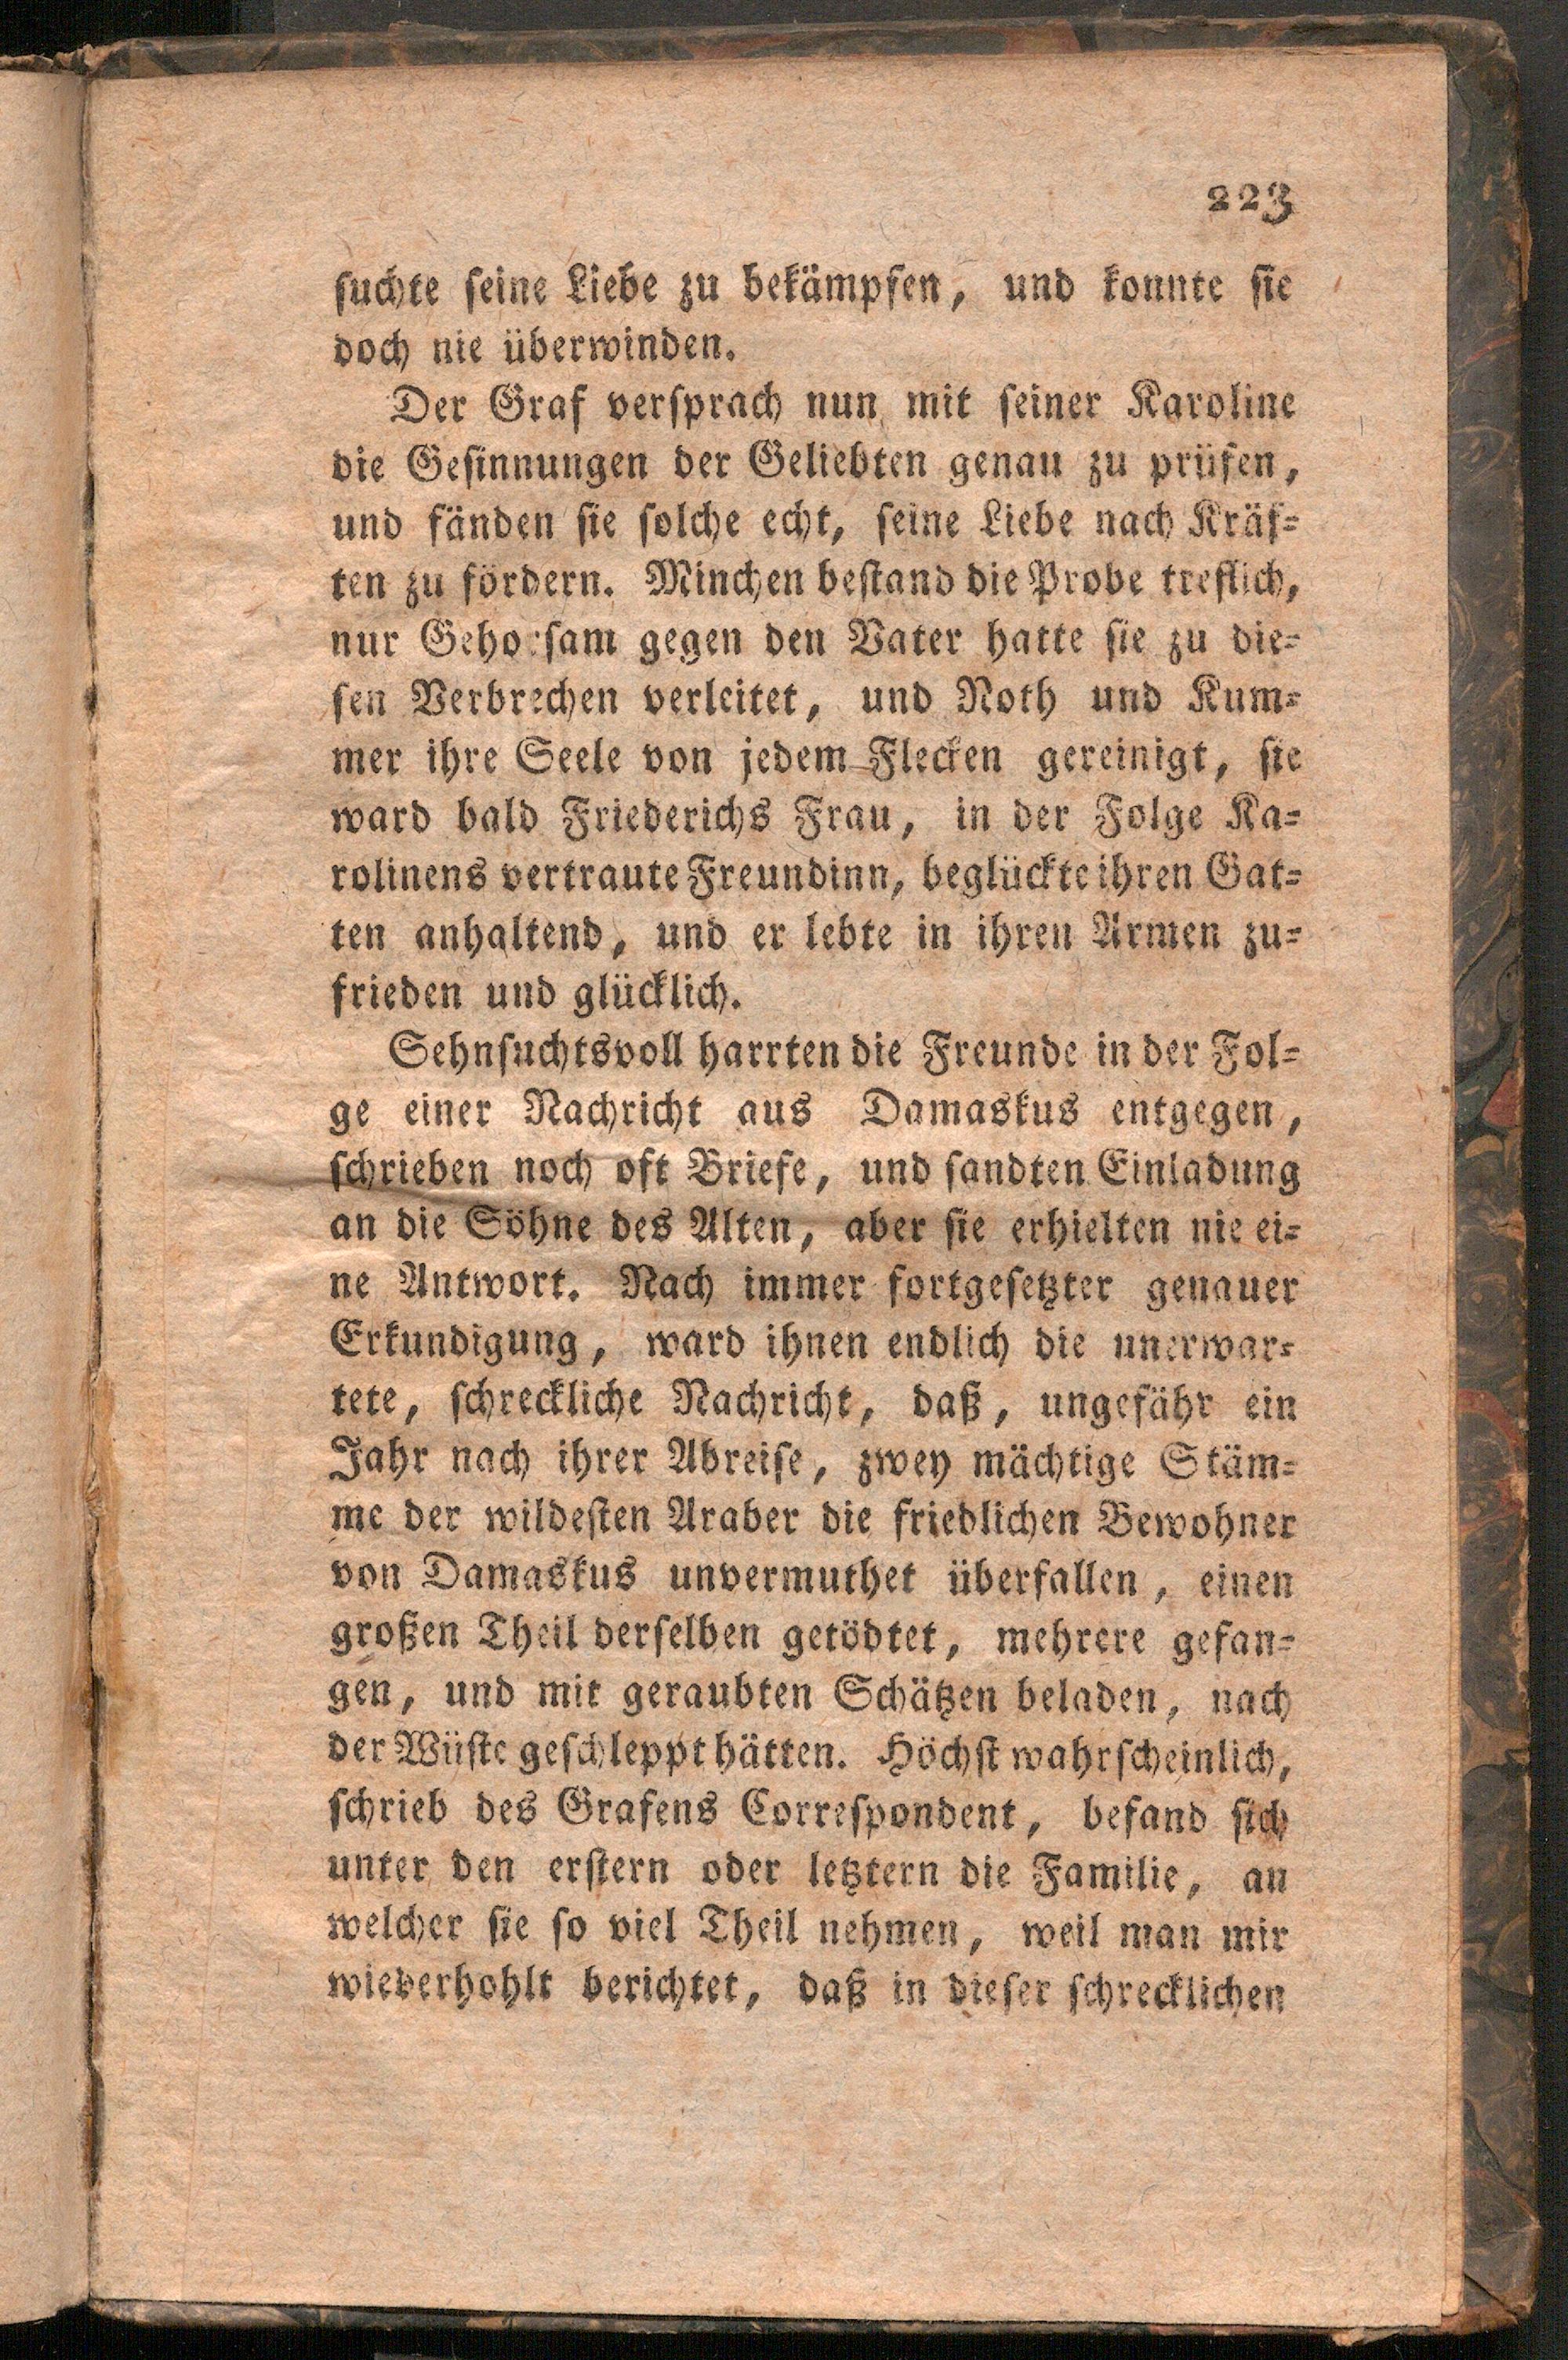 223
suchte seine Liebe zu bekämpfen, und konnte sie
doch nie überwinden.
Der Graf versprach nun mit seiner Karoline
die Gesinnungen der Geliebten genau zu prüfen,
und fänden sie solche echt, seine Liebe nach Kräf-
ten zu fördern. Minchen bestand die Probe treflich,
nur Gehorsam gegen den Vater hatte sie zu die-
sen Verbrechen verleitet, und Noth und Kum-
mer ihre Seele von jedem Flecken gereinigt, sie
ward bald Friederichs Frau, in der Folge Ka-
rolinens vertraute Freundinn, beglückte ihren Gat-
ten anhaltend, und er lebte in ihren Armen zu-
frieden und glücklich.
Sehnsuchtsvoll harrten die Freunde in der Fol-
ge einer Nachricht aus Damaskus entgegen,
schrieben noch oft Briefe, und sandten Einladung
an die Söhne des Alten, aber sie erhielten nie ei-
ne Antwort. Nach immer fortgesetzter genauer
Erkundigung, ward ihnen endlich die unerwar-
tete, schreckliche Nachricht, daß, ungefähr ein
Jahr nach ihrer Abreise, zwey mächtige Stäm-
me der wildesten Araber die friedlichen Bewohner
von Damaskus unvermuthet überfallen, einen
großen Theil derselben getödtet, mehrere gefan-
gen, und mit geraubten Schätzen beladen, nach
der Wüste geschleppt hätten. Höchst wahrscheinlich,
schrieb des Grafens Correspondent, befand sich
unter den erstern oder letztern die Familie, an
welcher sie so viel Theil nehmen, weil man mir
wiederhohlt berichtet, daß in dieser schrecklichen